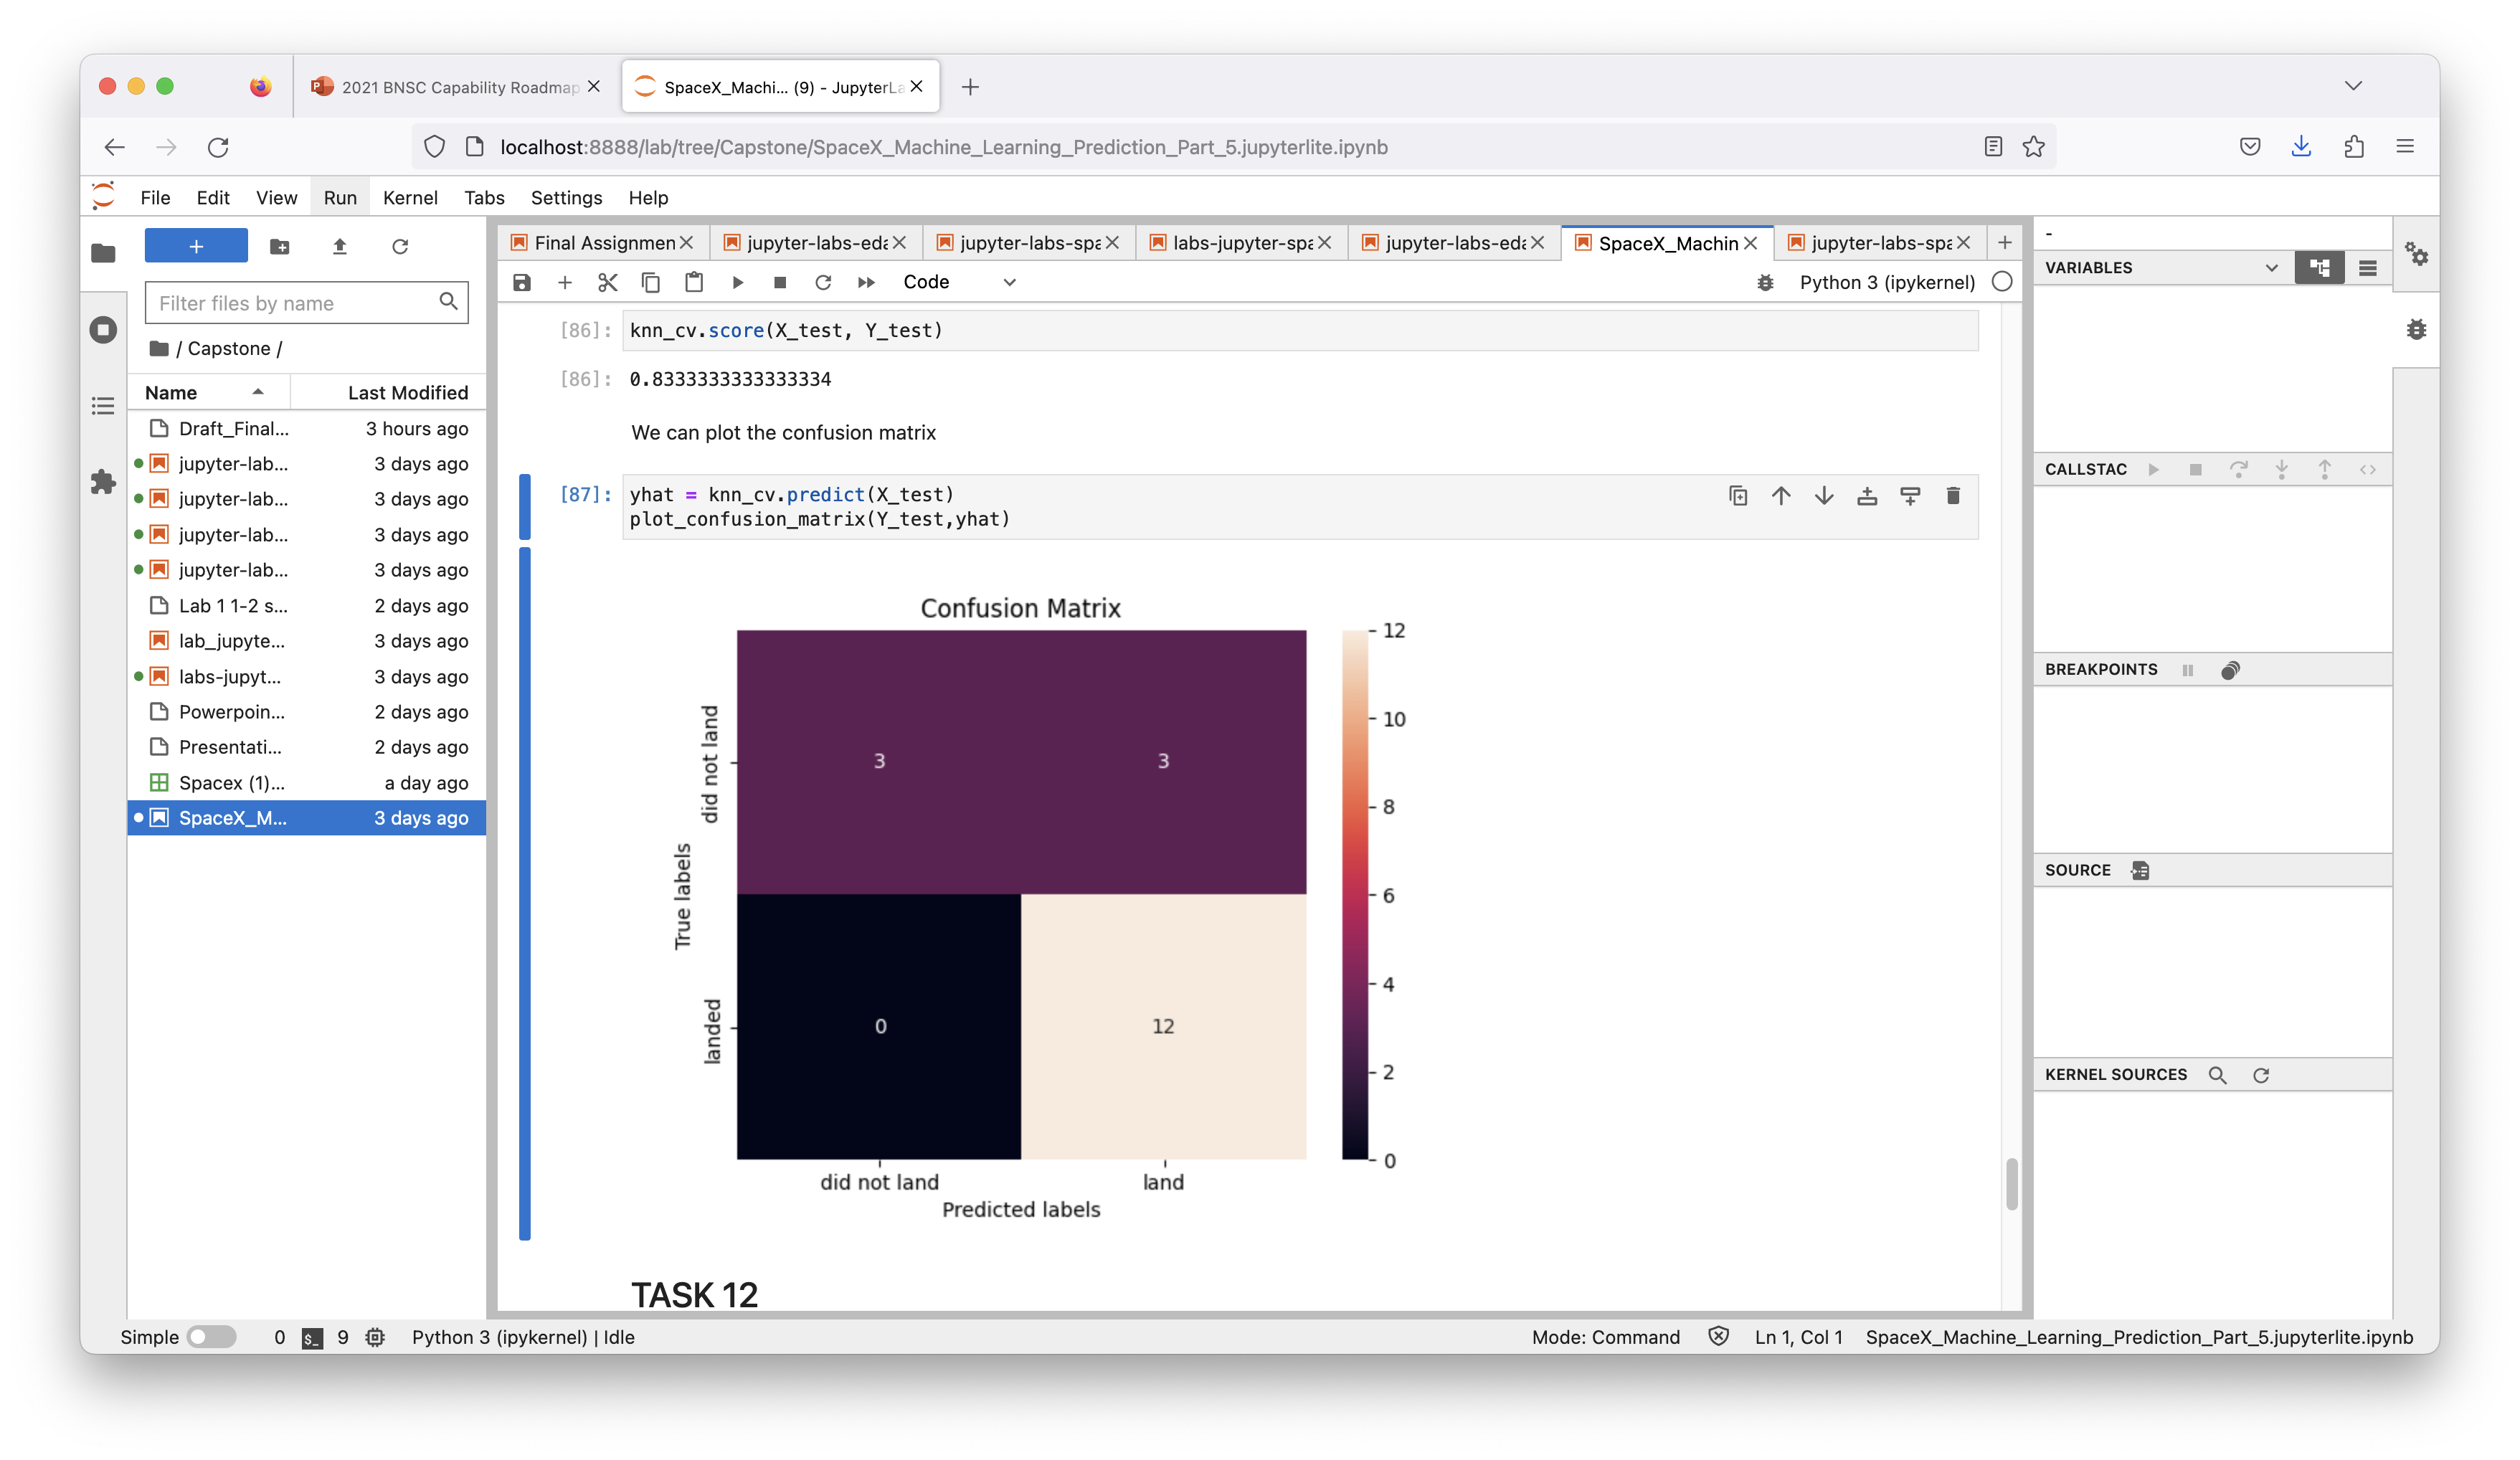 2021 BNSC Capability Roadmap
SpaceX_Machi... (9) - JupyterLa
localhost:8888/lab/tree/Capstone/SpaceX_Machine_Learning_Prediction_Part_5.jupyterlite.ipynb
File Edit View Run Kernel Tabs Settings Help
Filter files by name
/ Capstone /
Name Last Modified
Draft_Final... 3 hours ago
jupyter-lab... 3 days ago
jupyter-lab... 3 days ago
jupyter-lab... 3 days ago
jupyter-lab... 3 days ago
Lab 1 1-2 s... 2 days ago
lab_jupyte... 3 days ago
labs-jupyt... 3 days ago
Powerpoin... 2 days ago
Presentati... 2 days ago
Spacex (1)... a day ago
SpaceX_M... 3 days ago
Final Assignmen
jupyter-labs-eda
jupyter-labs-spa
labs-jupyter-spa
jupyter-labs-eda
SpaceX_Machin
jupyter-labs-spa
Code
Python 3 (ipykernel)
[86]: knn_cv.score(X_test, Y_test)
[86]: 0.8333333333333334
We can plot the confusion matrix
[87]: yhat = knn_cv.predict(X_test)
plot_confusion_matrix(Y_test,yhat)
Confusion Matrix
True labels
did not land
landed
3 3
0 12
did not land land
Predicted labels
12
10
8
6
4
2
0
TASK 12
-
VARIABLES
CALLSTAC
BREAKPOINTS
SOURCE
KERNEL SOURCES
Simple 0 $_ 9 Python 3 (ipykernel) | Idle
Mode: Command Ln 1, Col 1 SpaceX_Machine_Learning_Prediction_Part_5.jupyterlite.ipynb